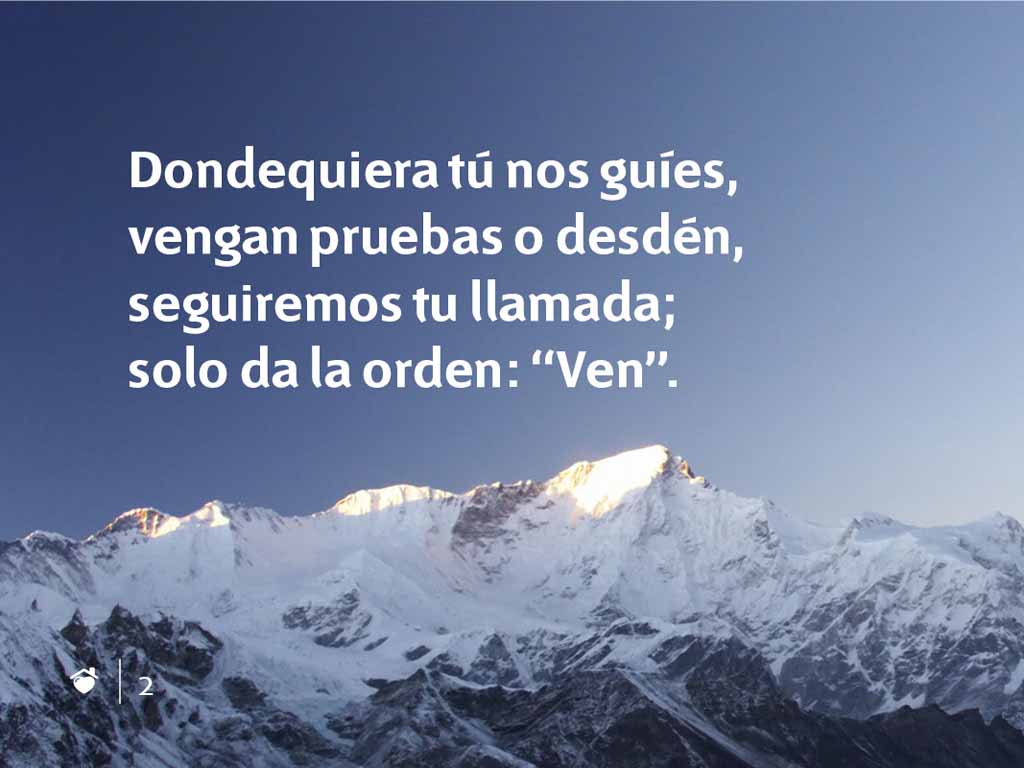 Dondequiera tú nos guíes,
vengan pruebas o desdén,
seguiremos tu llamada;
solo da la orden: “Ven”.
2